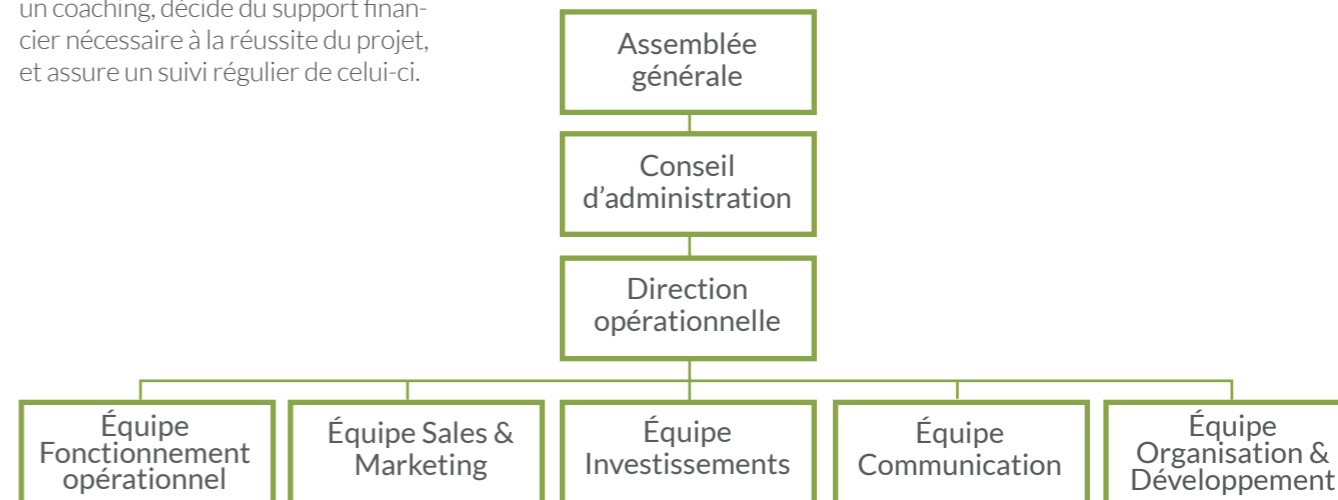 un coaching, décide du support finan-
cier nécessaire à la réussite du projet,
et assure un suivi régulier de celui-ci.
Assemblée
générale
Conseil
d’administration
Direction
opérationnelle
Équipe
Fonctionnement
opérationnel
Équipe Sales &
Marketing
Équipe
Investissements
Équipe
Communication
Équipe
Organisation &
Développement